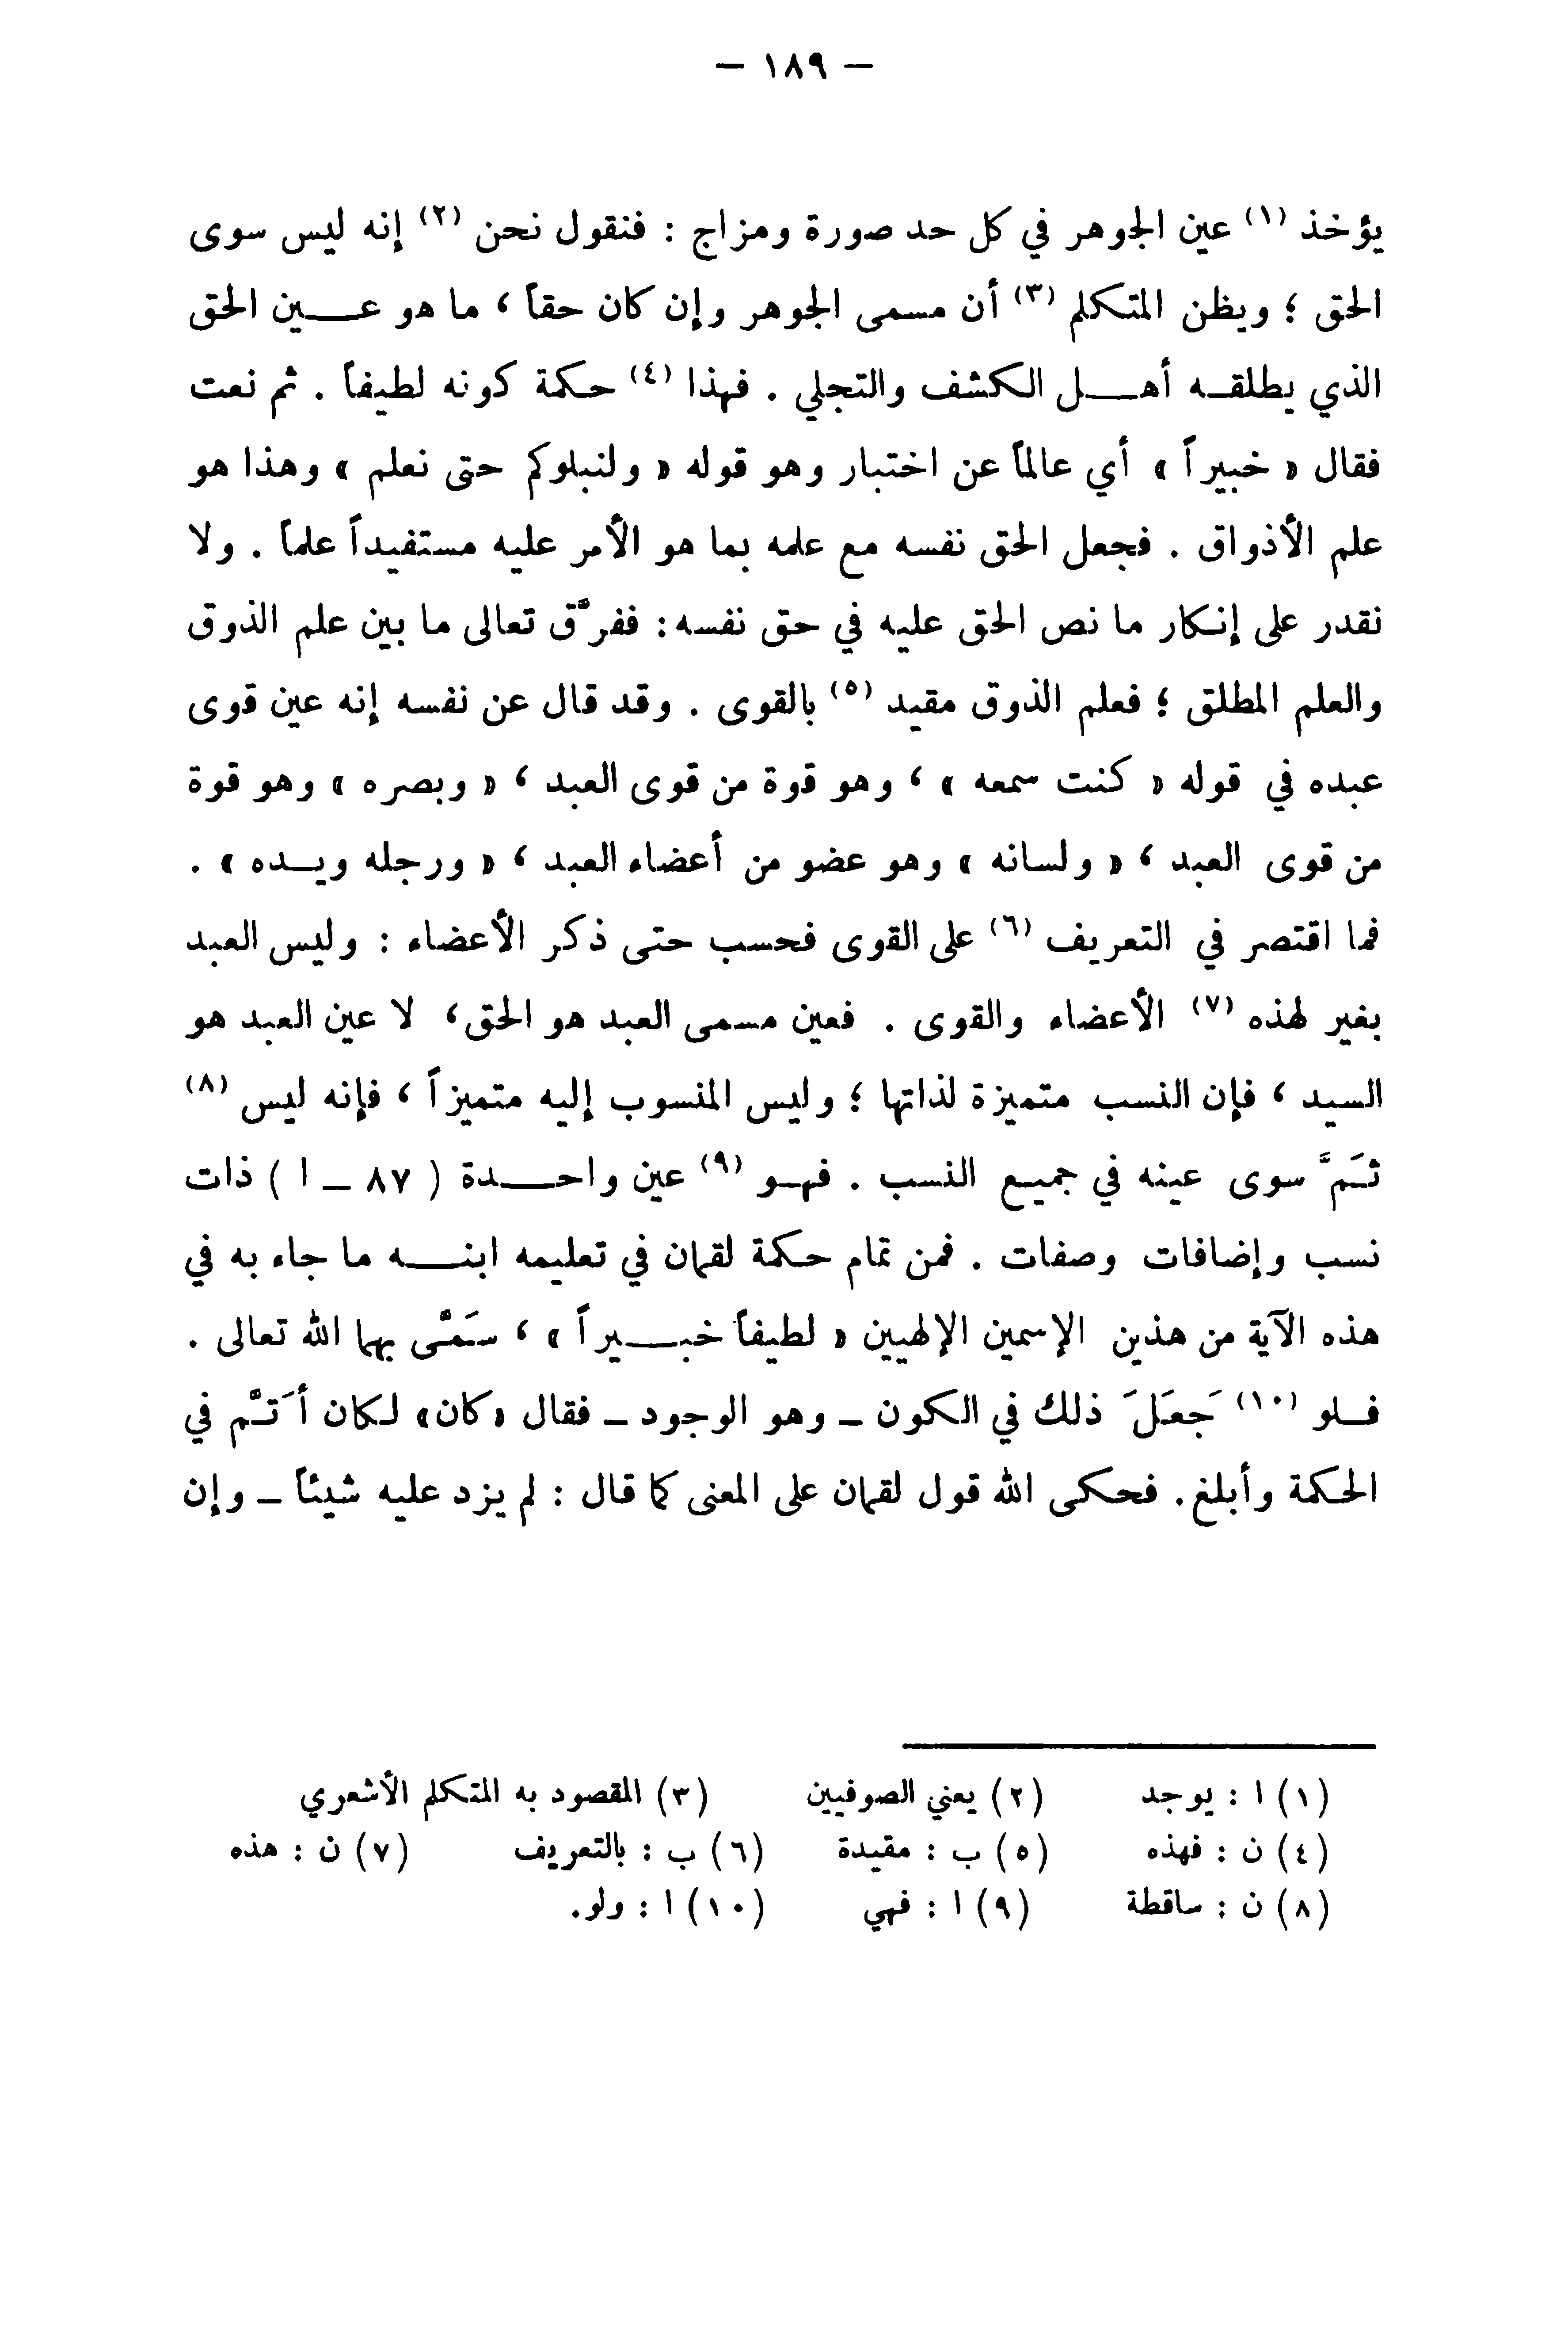 — ١٨٩ —
يؤخذ (١) عين الجوهر في كل حد صورة ومزاج : فنقول نحن (٢) إنه ليس سوى
الحق ؛ ويظن المتكلم (٣) أن مسمى الجوهر وإن كان حقاً ، ما هو عـــين الحق
الذي يطلقـه أهـــل الكشف والتجلي . فهذا (٤) حكمة كونه لطيفاً . ثم نعت
فقال « خبيراً » أي عالماً عن اختبار وهو قوله « ولنبلوكم حتى نعلم » وهذا هو
علم الأذواق . فجعل الحق نفسه مع علمه بما هو الأمر عليه مستفيداً علماً . ولا
نقدر على إنكار ما نص الحق عليه في حق نفسه : ففرَّق تعالى ما بين علم الذوق
والعلم المطلق ؛ فعلم الذوق مقيد (٥) بالقوى . وقد قال عن نفسه إنه عين قوى
عبده في قوله « كنت سمعه » ، وهو قوة من قوى العبد ، « وبصره » وهو قوة
من قوى العبد ، « ولسانه » وهو عضو من أعضاء العبد ، « ورجله ويـده » .
فما اقتصر في التعريف (٦) على القوى فحسب حتى ذكر الأعضاء : وليس العبد
بغير لهذه (٧) الأعضاء والقوى . فعين مسمى العبد هو الحق، لا عين العبد هو
السيد ، فإن النسب متميزة لذاتها ؛ وليس المنسوب إليه متميزاً ، فإنه ليس (٨)
ثَمَّ سوى عينه في جميـع النسب . فهـو (٩) عين واحـــدة ( ٨٧ – ا ) ذات
نسب وإضافات وصفات . فمن تمام حكمة لقمان في تعليمه ابنـــه ما جاء به في
هذه الآية من هذين الإسمين الإلهيين « لطيفاً خبـــيراً » ، سَمَّى بهما الله تعالى .
فـلو (١٠) جَعَلَ ذلك في الكون – وهو الوجود – فقال «كان» لكان أَتَمَّ في
الحكمة وأبلغ. فحكى الله قول لقمان على المعنى كما قال : لم يزد عليه شيئاً – وإن
(١) ا : يوجد (٢) يعني الصوفيين (٣) المقصود به المتكلم الأشعري
(٤) ن : فهذه (٥) ب : مقيدة (٦) ب : بالتعريف (٧) ن : هذه
(٨) ن : ساقطة (٩) ا : فهي (١٠) ا : ولو.